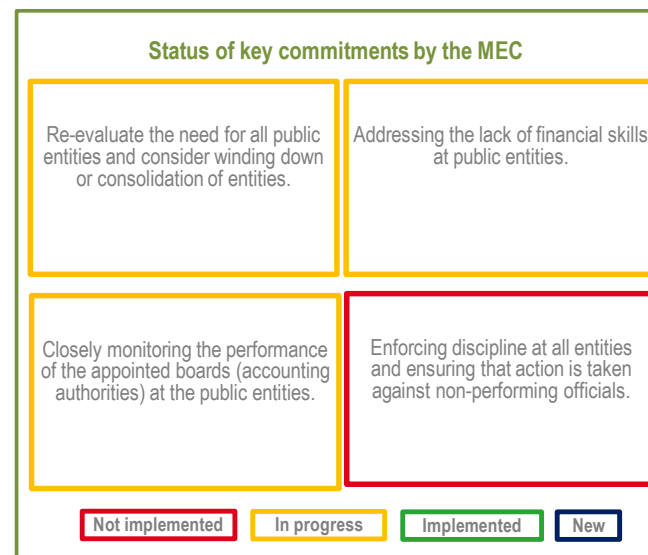 Status of key commitments by the MEC
Re-evaluate the need for all public
entities and consider winding down
or consolidation of entities.
Addressing the lack of financial skills
at public entities.
Closely monitoring the performance
of the appointed boards (accounting
authorities) at the public entities.
Enforcing discipline at all entities
and ensuring that action is taken
against non-performing officials.
Not implemented
In progress
Implemented
New